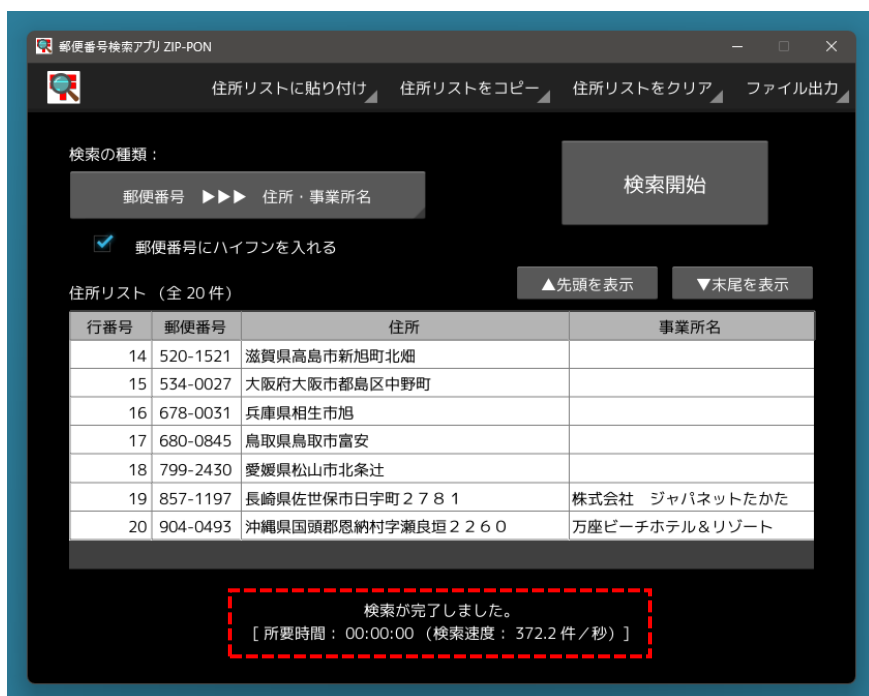 郵便番号検索アプリ ZIP-PON
住所リストに貼り付け 住所リストをコピー 住所リストをクリア ファイル出力
検索の種類：
郵便番号 ▶▶▶ 住所・事業所名
検索開始
郵便番号にハイフンを入れる
住所リスト （全 20 件）
▲先頭を表示 ▼末尾を表示
行番号 郵便番号 住所 事業所名
14 520-1521 滋賀県高島市新旭町北畑
15 534-0027 大阪府大阪市都島区中野町
16 678-0031 兵庫県相生市旭
17 680-0845 鳥取県鳥取市富安
18 799-2430 愛媛県松山市北条辻
19 857-1197 長崎県佐世保市日宇町２７８１ 株式会社　ジャパネットたかた
20 904-0493 沖縄県国頭郡恩納村字瀬良垣２２６０ 万座ビーチホテル＆リゾート
検索が完了しました。
[ 所要時間： 00:00:00 （検索速度： 372.2 件／秒）]